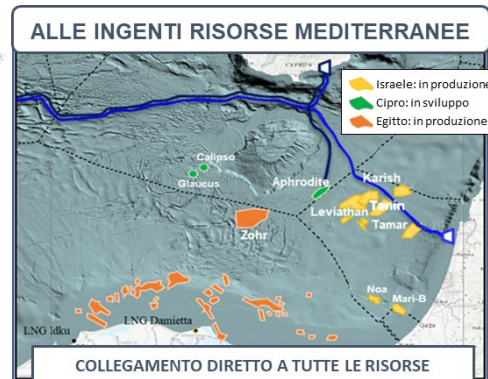 ALLE INGENTI RISORSE MEDITERRANEE
CYPRUS
Israele: in produzione
Cipro: in sviluppo
Egitto: in produzione
Calipso
Glaucus
Aphrodite
Karish
Leviathan
Tanin
Tamar
Zohr
Noa
Mari-B
Gaza
LNG Idku
LNG Damietta
COLLEGAMENTO DIRETTO A TUTTE LE RISORSE